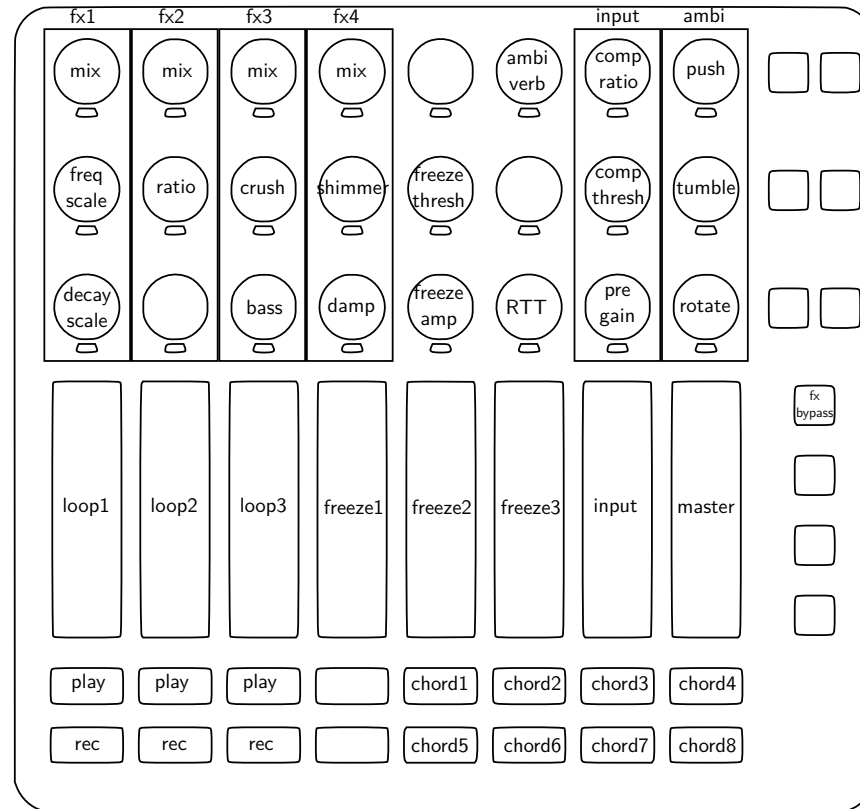 fx1 fx2 fx3 fx4 input ambi
mix mix mix mix ambi verb comp ratio push
freq scale ratio crush shimmer freeze thresh comp thresh tumble
decay scale bass damp freeze amp RTT pre gain rotate
fx bypass
loop1 loop2 loop3 freeze1 freeze2 freeze3 input master
play play play chord1 chord2 chord3 chord4
rec rec rec chord5 chord6 chord7 chord8